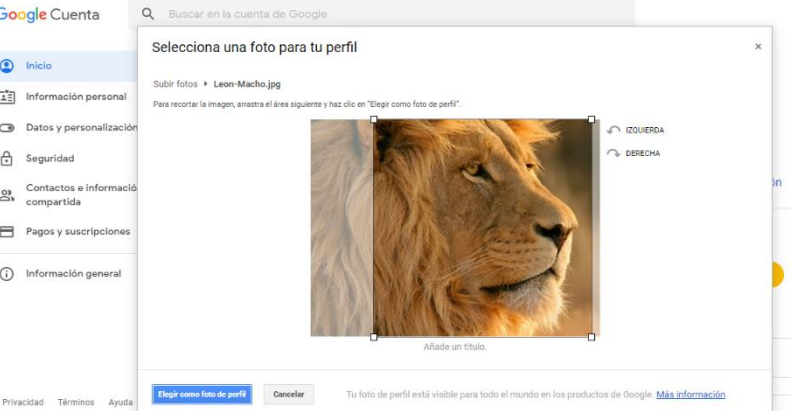 Google Cuenta
Buscar en la cuenta de Google
Selecciona una foto para tu perfil
×
Inicio
Subir fotos ▸ Leon-Macho.jpg
Información personal
Para recortar la imagen, arrastra el área siguiente y haz clic en "Elegir como foto de perfil".
Datos y personalización
IZQUIERDA
DERECHA
Seguridad
Contactos e informació
compartida
ón
Pagos y suscripciones
Información general
Añade un título.
Elegir como foto de perfil
Cancelar
Tu foto de perfil está visible para todo el mundo en los productos de Google. Más información
Privacidad Términos Ayuda